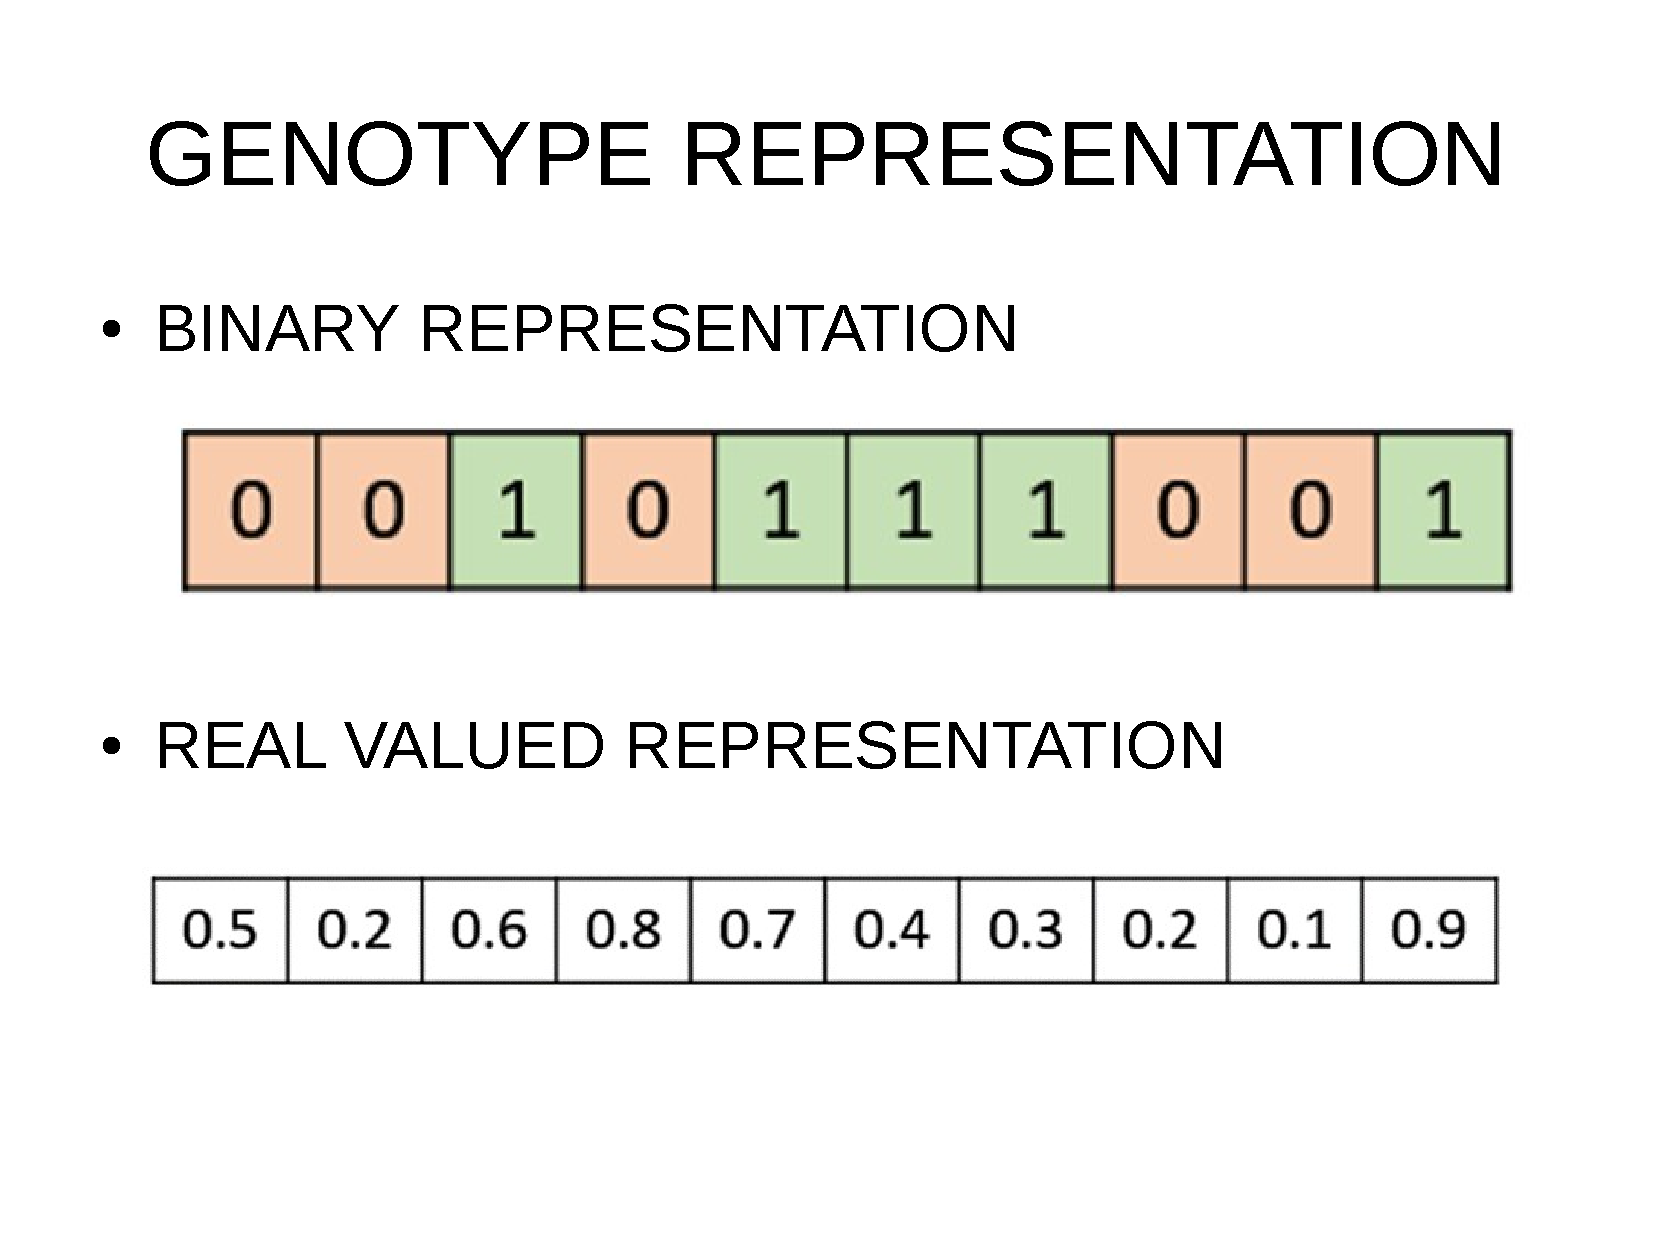 GENOTYPE REPRESENTATION
• BINARY REPRESENTATION
0 0 1 0 1 1 1 0 0 1
• REAL VALUED REPRESENTATION
0.5 0.2 0.6 0.8 0.7 0.4 0.3 0.2 0.1 0.9